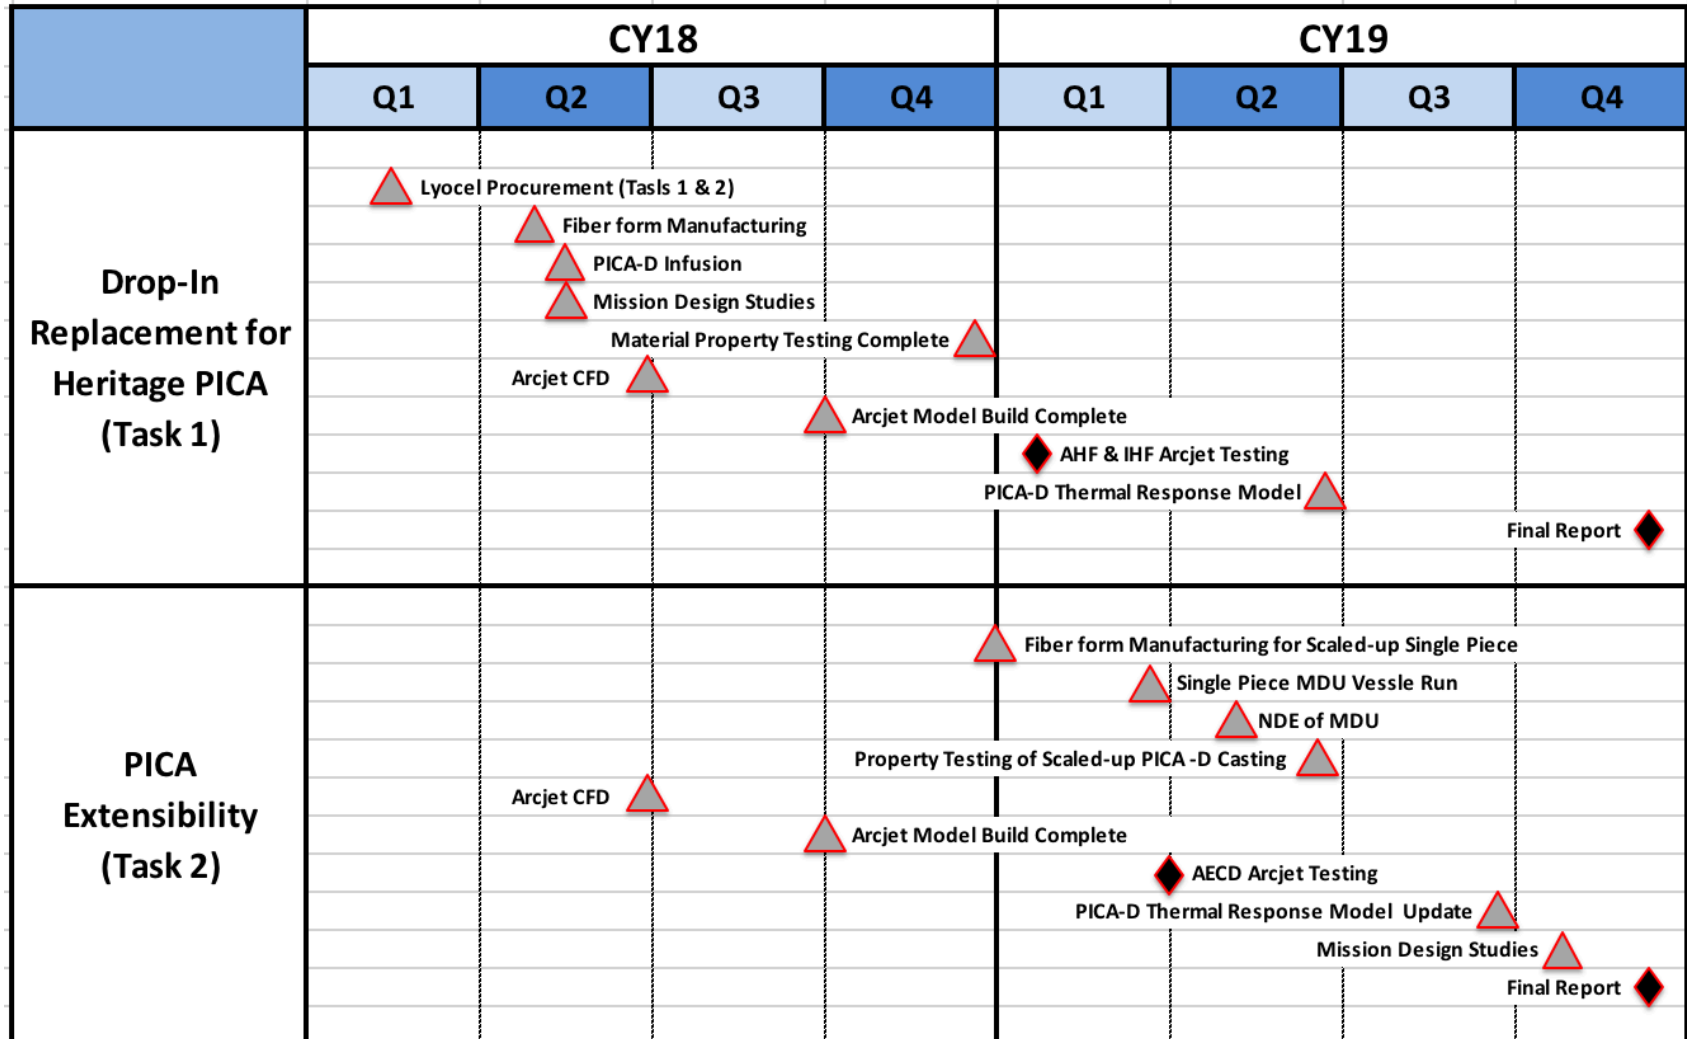 CY18 CY19
Q1 Q2 Q3 Q4 Q1 Q2 Q3 Q4
Drop-In
Replacement for
Heritage PICA
(Task 1)
Lyocel Procurement (Tasls 1 & 2)
Fiber form Manufacturing
PICA-D Infusion
Mission Design Studies
Material Property Testing Complete
Arcjet CFD
Arcjet Model Build Complete
AHF & IHF Arcjet Testing
PICA-D Thermal Response Model
Final Report
PICA
Extensibility
(Task 2)
Fiber form Manufacturing for Scaled-up Single Piece
Single Piece MDU Vessle Run
NDE of MDU
Property Testing of Scaled-up PICA -D Casting
Arcjet CFD
Arcjet Model Build Complete
AECD Arcjet Testing
PICA-D Thermal Response Model Update
Mission Design Studies
Final Report